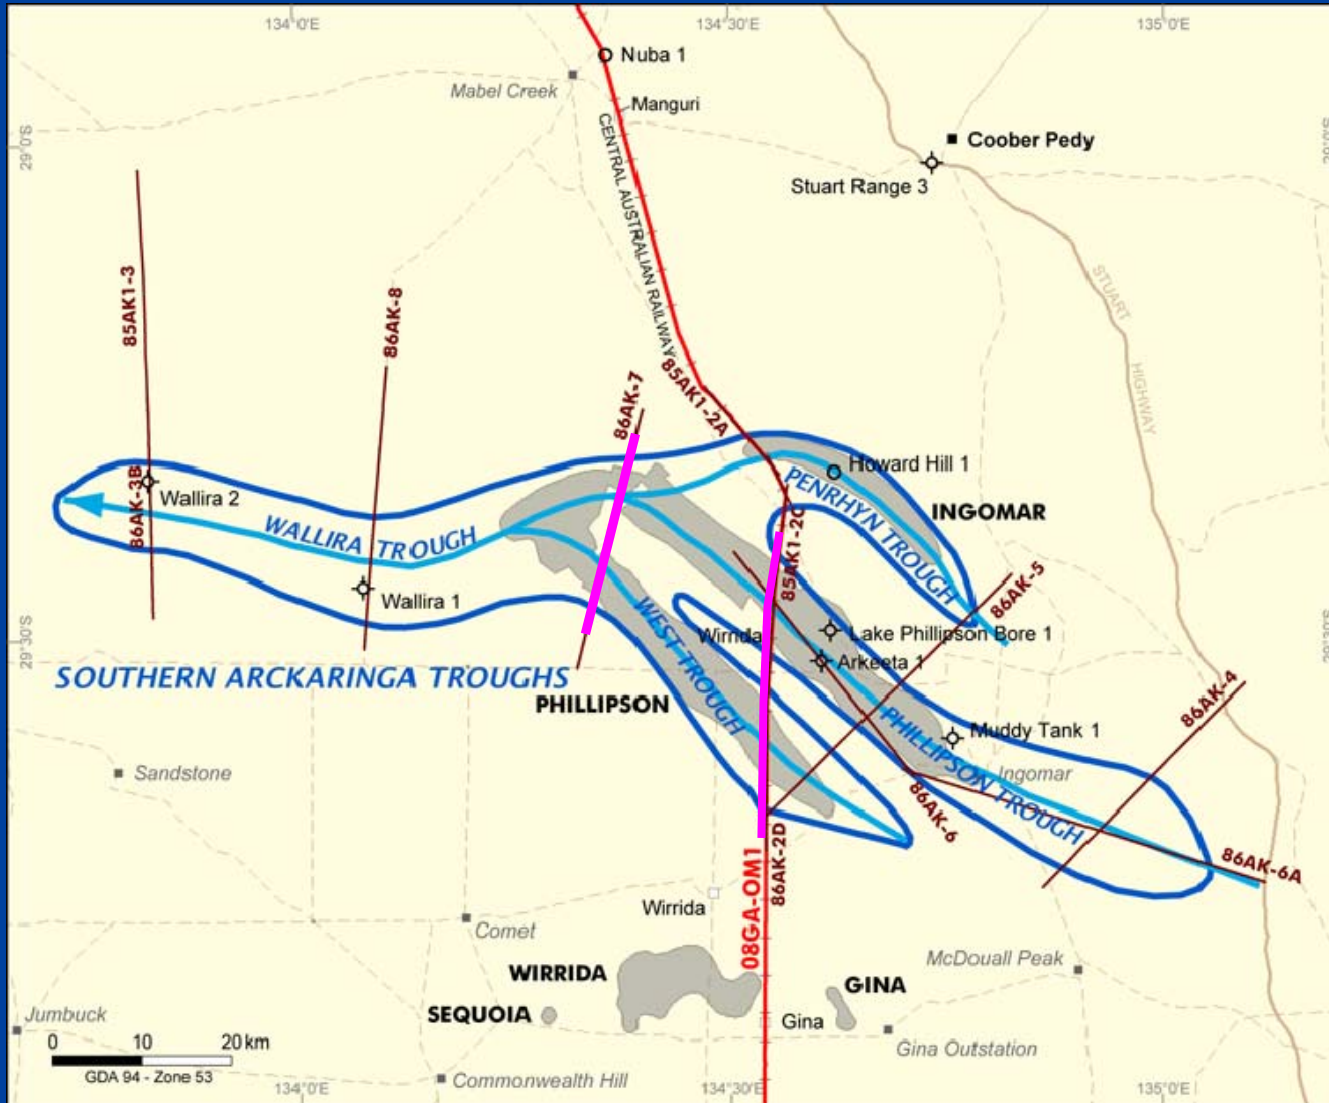 134°0'E
134°30'E
135°0'E
Nuba 1
Mabel Creek
Manguri
29°0'S
29°0'S
CENTRAL AUSTRALIAN RAILWAY
Coober Pedy
Stuart Range 3
STUART
HIGHWAY
85AK1-3
86AK-8
86AK-7
85AK1-2A
86AK-3B
Wallira 2
WALLIRA TROUGH
Howard Hill 1
PENRHYN TROUGH
INGOMAR
85AK1-2C
86AK-5
Wallira 1
WEST TROUGH
Wirrida
Lake Phillipson Bore 1
Arkeeta 1
29°30'S
29°30'S
SOUTHERN ARCKARINGA TROUGHS
PHILLIPSON
86AK-4
PHILLIPSON TROUGH
Muddy Tank 1
Ingomar
Sandstone
86AK-6
86AK-6A
08GA-OM1
86AK-2D
Wirrida
Comet
WIRRIDA
SEQUOIA
GINA
McDouall Peak
Jumbuck
Gina
Gina Outstation
0 10 20 km
GDA 94 - Zone 53
Commonwealth Hill
134°0'E
134°30'E
135°0'E